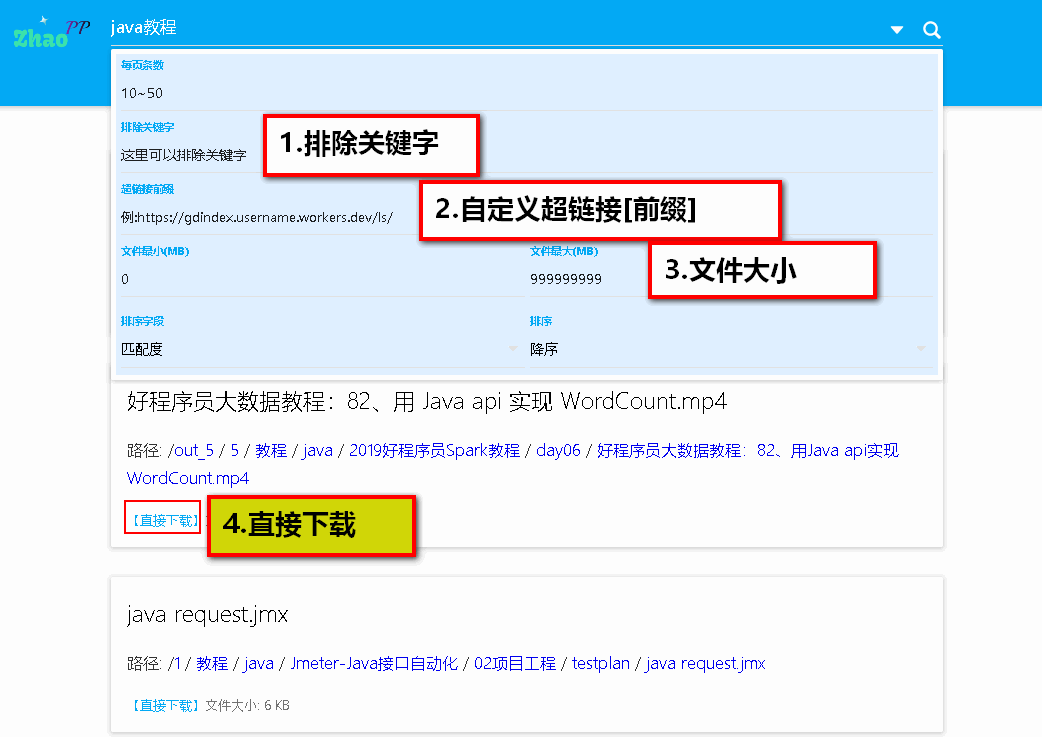 Zhao PP
java教程
每页条数
10~50
排除关键字
这里可以排除关键字
1.排除关键字
超链接前缀
例:https://gdindex.username.workers.dev/ls/
2.自定义超链接[前缀]
文件最小(MB)
文件最大(MB)
0
999999999
3.文件大小
排序字段
排序
匹配度
降序
好程序员大数据教程：82、用 Java api 实现 WordCount.mp4
路径: /out_5 / 5 / 教程 / java / 2019好程序员Spark教程 / day06 / 好程序员大数据教程：82、用Java api实现
WordCount.mp4
【直接下载】
4.直接下载
java request.jmx
路径: /1 / 教程 / java / Jmeter-Java接口自动化 / 02项目工程 / testplan / java request.jmx
【直接下载】文件大小: 6 KB